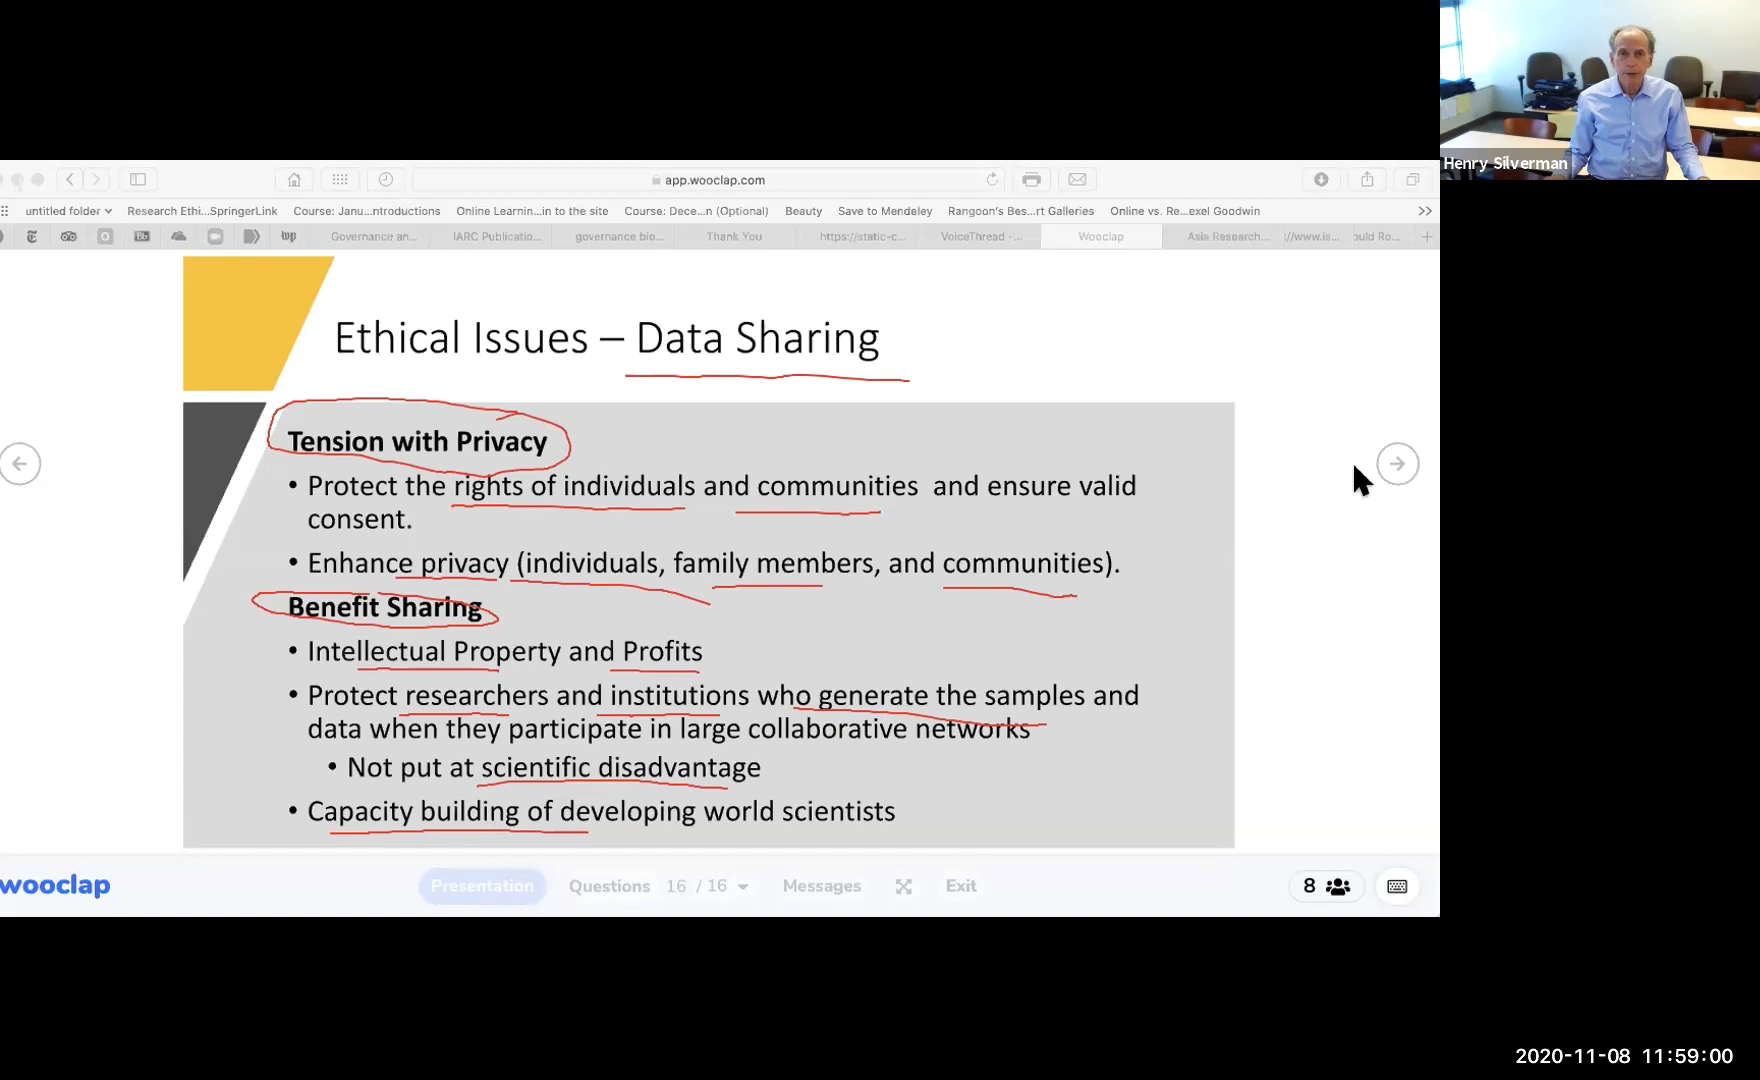 Henry Silverman
app.wooclap.com
untitled folder
Research Ethi...SpringerLink
Course: Janu...ntroductions
Online Learnin...in to the site
Course: Dece...n (Optional)
Beauty
Save to Mendeley
Rangoon's Bes...rt Galleries
Online vs. Re...exel Goodwin
Governance an...
IARC Publicatio...
governance bio...
Thank You
https://static-c...
VoiceThread -...
Wooclap
Asia Research...
://www.is...
ould Ro...
Ethical Issues – Data Sharing
Tension with Privacy
• Protect the rights of individuals and communities and ensure valid
consent.
• Enhance privacy (individuals, family members, and communities).
Benefit Sharing
• Intellectual Property and Profits
• Protect researchers and institutions who generate the samples and
data when they participate in large collaborative networks
• Not put at scientific disadvantage
• Capacity building of developing world scientists
wooclap
Presentation
Questions 16 / 16
Messages
Exit
8
2020-11-08 11:59:00